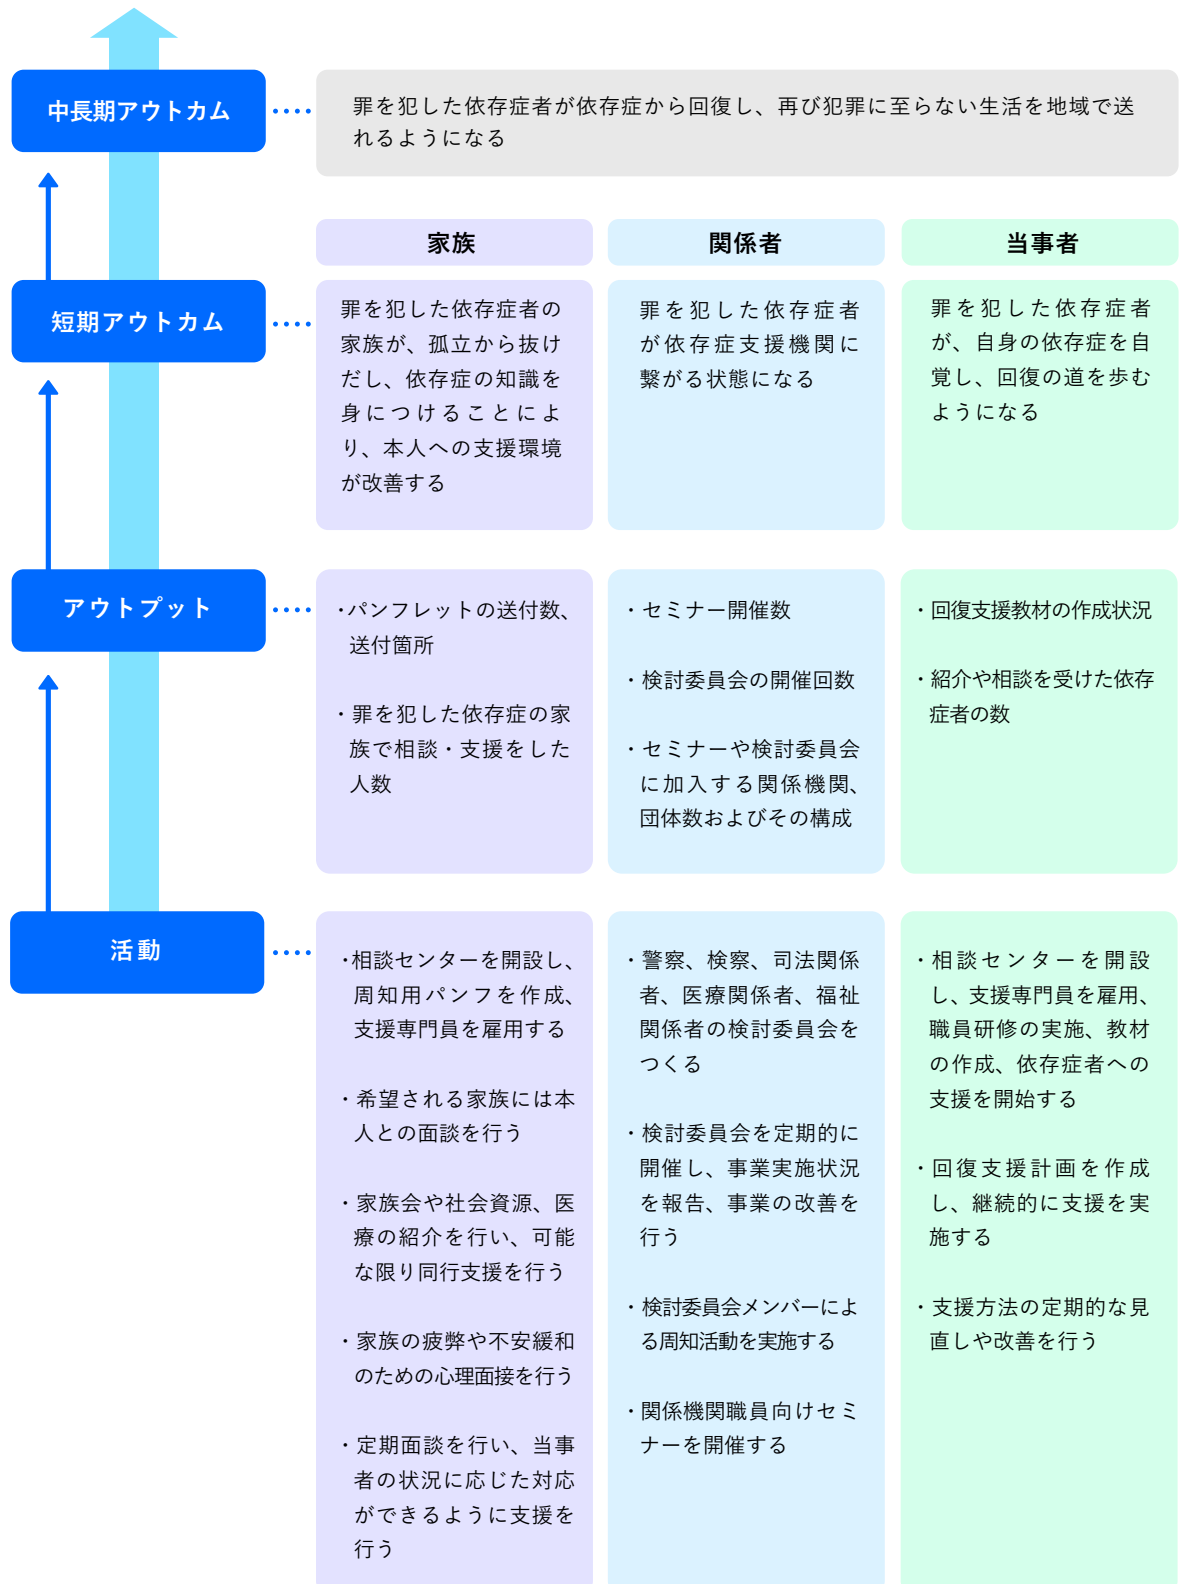 中長期アウトカム
罪を犯した依存症者が依存症から回復し、再び犯罪に至らない生活を地域で送
れるようになる
家族
関係者
当事者
短期アウトカム
罪を犯した依存症者の
家族が、孤立から抜け
だし、依存症の知識を
身につけることによ
り、本人への支援環境
が改善する
罪を犯した依存症者
が依存症支援機関に
繋がる状態になる
罪を犯した依存症者
が、自身の依存症を自
覚し、回復の道を歩む
ようになる
アウトプット
・パンフレットの送付数、
送付箇所
・罪を犯した依存症の家
族で相談・支援をした
人数
・セミナー開催数
・検討委員会の開催回数
・セミナーや検討委員会
に加入する関係機関、
団体数およびその構成
・回復支援教材の作成状況
・紹介や相談を受けた依存
症者の数
活動
・相談センターを開設し、
周知用パンフを作成、
支援専門員を雇用する
・希望される家族には本
人との面談を行う
・家族会や社会資源、医
療の紹介を行い、可能
な限り同行支援を行う
・家族の疲弊や不安緩和
のための心理面接を行う
・定期面談を行い、当事
者の状況に応じた対応
ができるように支援を
行う
・警察、検察、司法関係
者、医療関係者、福祉
関係者の検討委員会を
つくる
・検討委員会を定期的に
開催し、事業実施状況
を報告、事業の改善を
行う
・検討委員会メンバーによ
る周知活動を実施する
・関係機関職員向けセミ
ナーを開催する
・相談センターを開設
し、支援専門員を雇用、
職員研修の実施、教材
の作成、依存症者への
支援を開始する
・回復支援計画を作成
し、継続的に支援を実
施する
・支援方法の定期的な見
直しや改善を行う